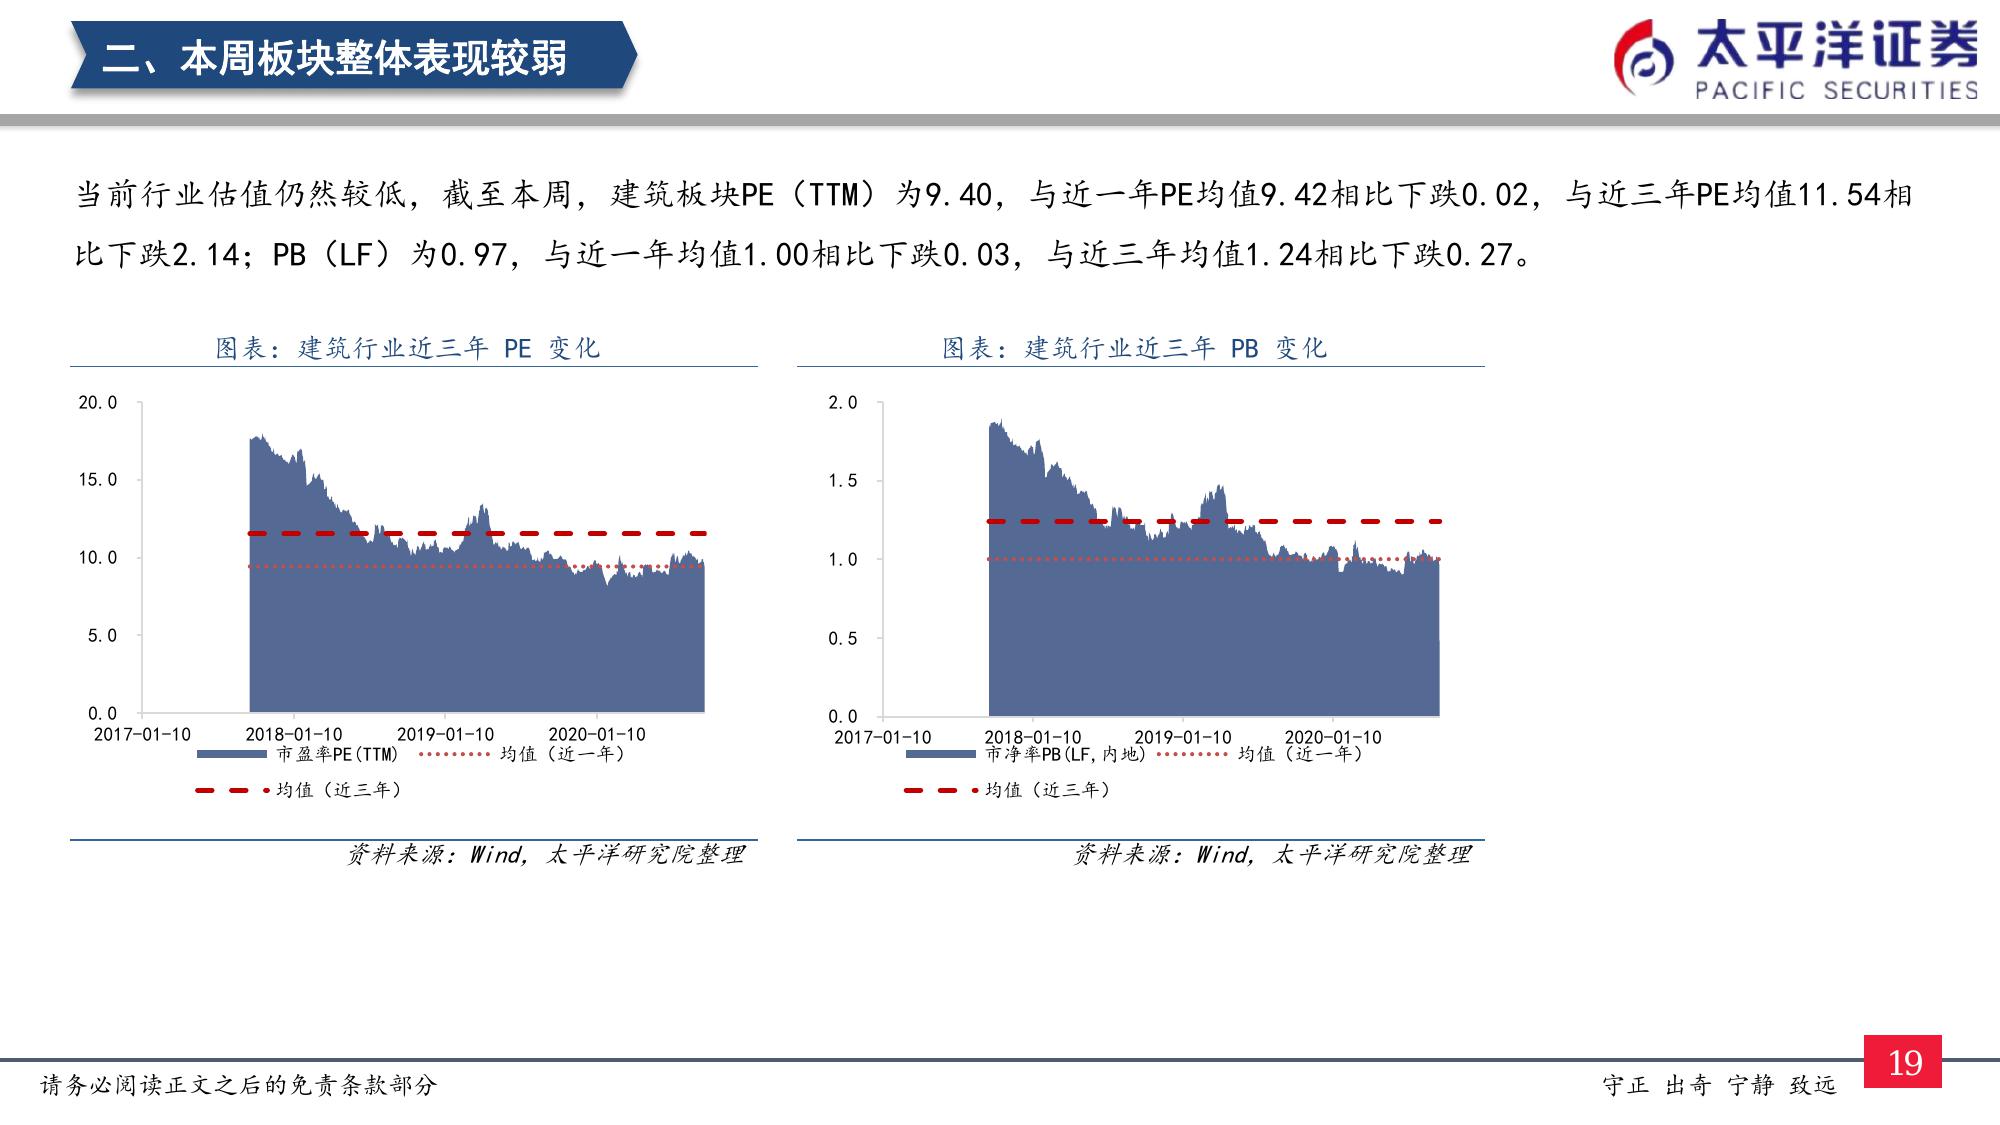 二、本周板块整体表现较弱
太平洋证券
PACIFIC SECURITIES
当前行业估值仍然较低，截至本周，建筑板块PE（TTM）为9.40，与近一年PE均值9.42相比下跌0.02，与近三年PE均值11.54相
比下跌2.14；PB（LF）为0.97，与近一年均值1.00相比下跌0.03，与近三年均值1.24相比下跌0.27。
图表：建筑行业近三年 PE 变化
20.0
15.0
10.0
5.0
0.0
2017-01-10 2018-01-10 2019-01-10 2020-01-10
市盈率PE(TTM) 均值（近一年）
均值（近三年）
资料来源：Wind，太平洋研究院整理
图表：建筑行业近三年 PB 变化
2.0
1.5
1.0
0.5
0.0
2017-01-10 2018-01-10 2019-01-10 2020-01-10
市净率PB(LF,内地) 均值（近一年）
均值（近三年）
资料来源：Wind，太平洋研究院整理
请务必阅读正文之后的免责条款部分
守正 出奇 宁静 致远
19